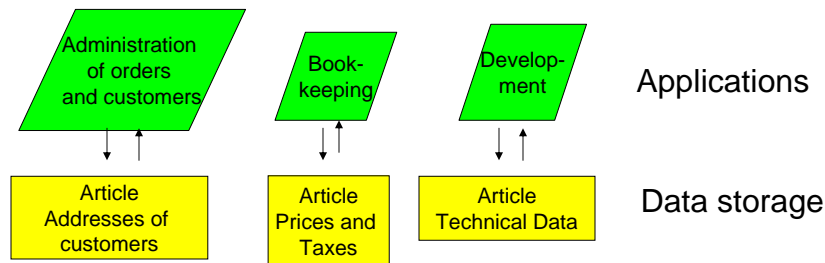 Administration
of orders
and customers
Book-
keeping
Develop-
ment
Applications
Article
Addresses of
customers
Article
Prices and
Taxes
Article
Technical Data
Data storage